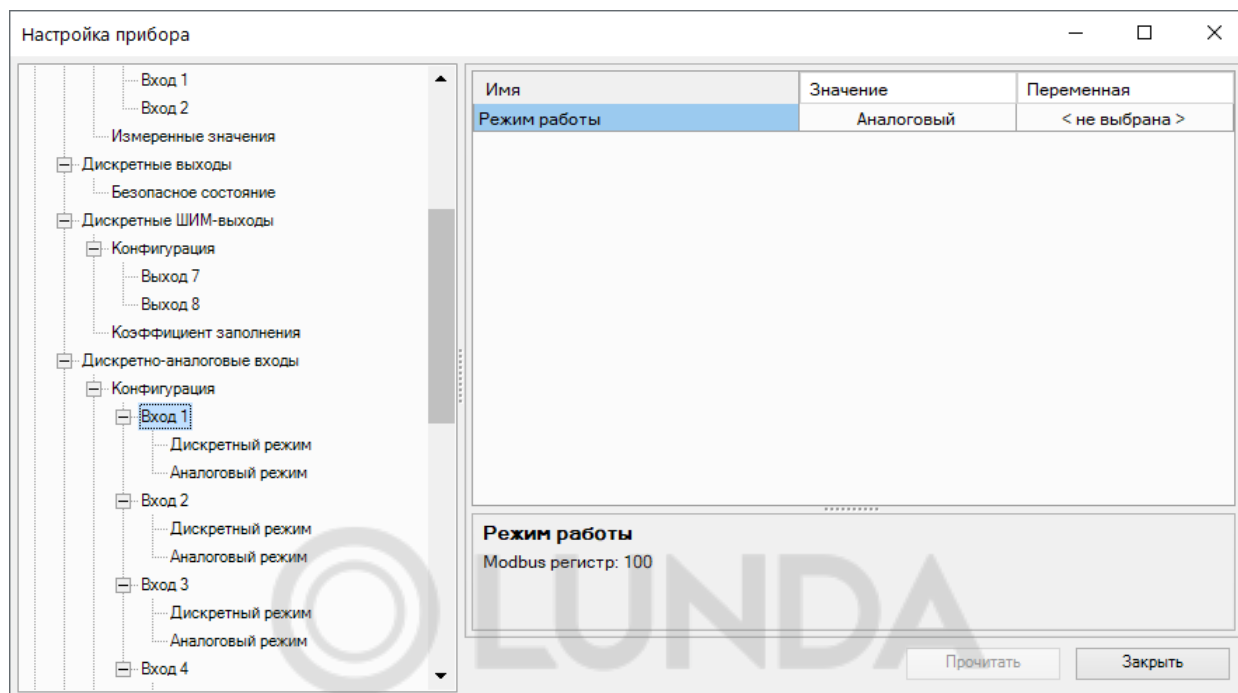 Настройка прибора
Вход 1
Вход 2
Измеренные значения
Дискретные выходы
Безопасное состояние
Дискретные ШИМ-выходы
Конфигурация
Выход 7
Выход 8
Коэффициент заполнения
Дискретно-аналоговые входы
Конфигурация
Вход 1
Дискретный режим
Аналоговый режим
Вход 2
Дискретный режим
Аналоговый режим
Вход 3
Дискретный режим
Аналоговый режим
Вход 4
Имя Значение Переменная
Режим работы Аналоговый < не выбрана >
Режим работы
Modbus регистр: 100
Прочитать Закрыть
LUNDA